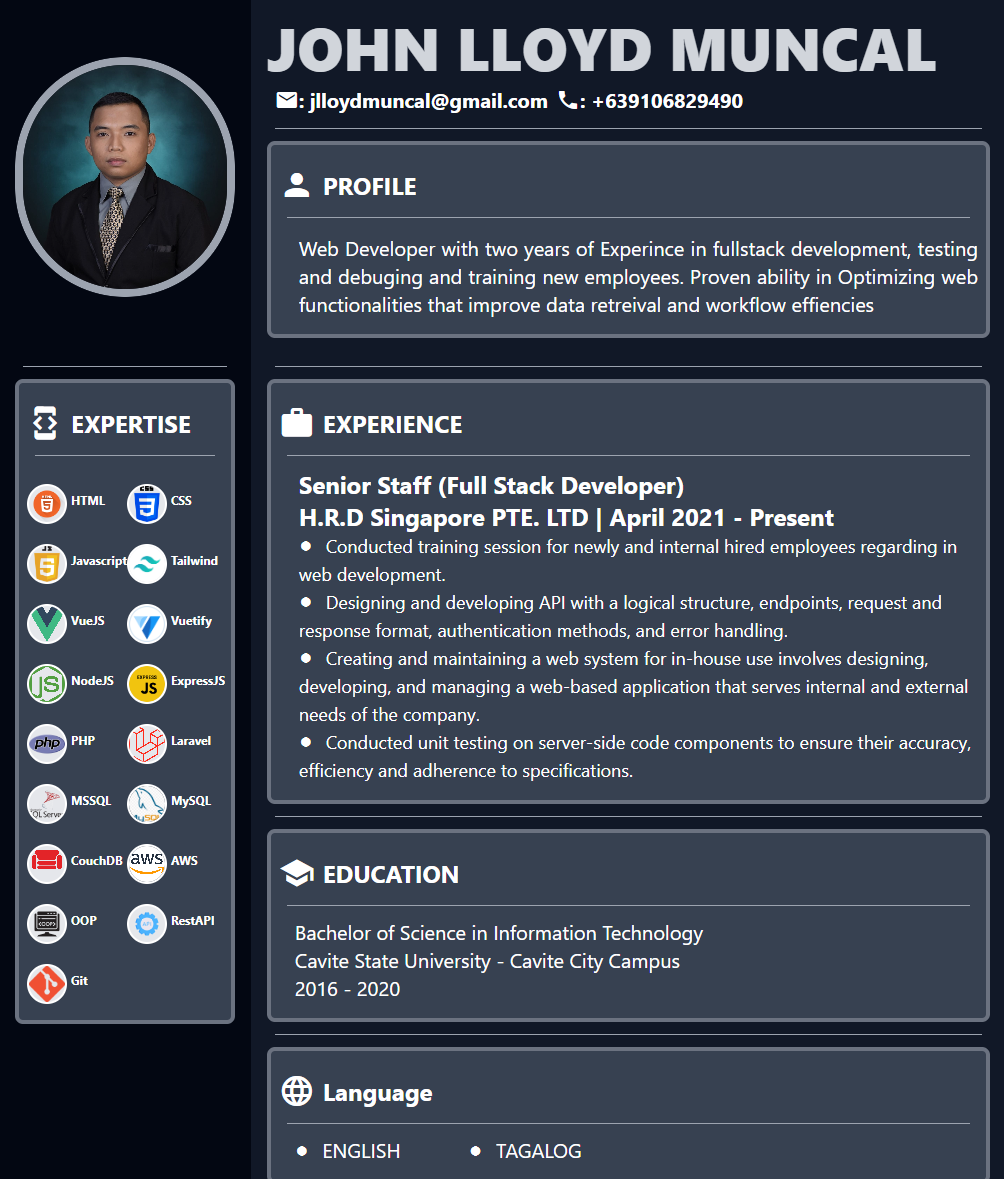 JOHN LLOYD MUNCAL
: jlloydmuncal@gmail.com : +639106829490
PROFILE
Web Developer with two years of Experince in fullstack development, testing
and debuging and training new employees. Proven ability in Optimizing web
functionalities that improve data retreival and workflow effiencies
EXPERTISE
HTML CSS
Javascript Tailwind
VueJS Vuetify
NodeJS ExpressJS
PHP Laravel
MSSQL MySQL
CouchDB AWS
OOP RestAPI
Git
EXPERIENCE
Senior Staff (Full Stack Developer)
H.R.D Singapore PTE. LTD | April 2021 - Present
● Conducted training session for newly and internal hired employees regarding in
web development.
● Designing and developing API with a logical structure, endpoints, request and
response format, authentication methods, and error handling.
● Creating and maintaining a web system for in-house use involves designing,
developing, and managing a web-based application that serves internal and external
needs of the company.
● Conducted unit testing on server-side code components to ensure their accuracy,
efficiency and adherence to specifications.
EDUCATION
Bachelor of Science in Information Technology
Cavite State University - Cavite City Campus
2016 - 2020
Language
● ENGLISH ● TAGALOG